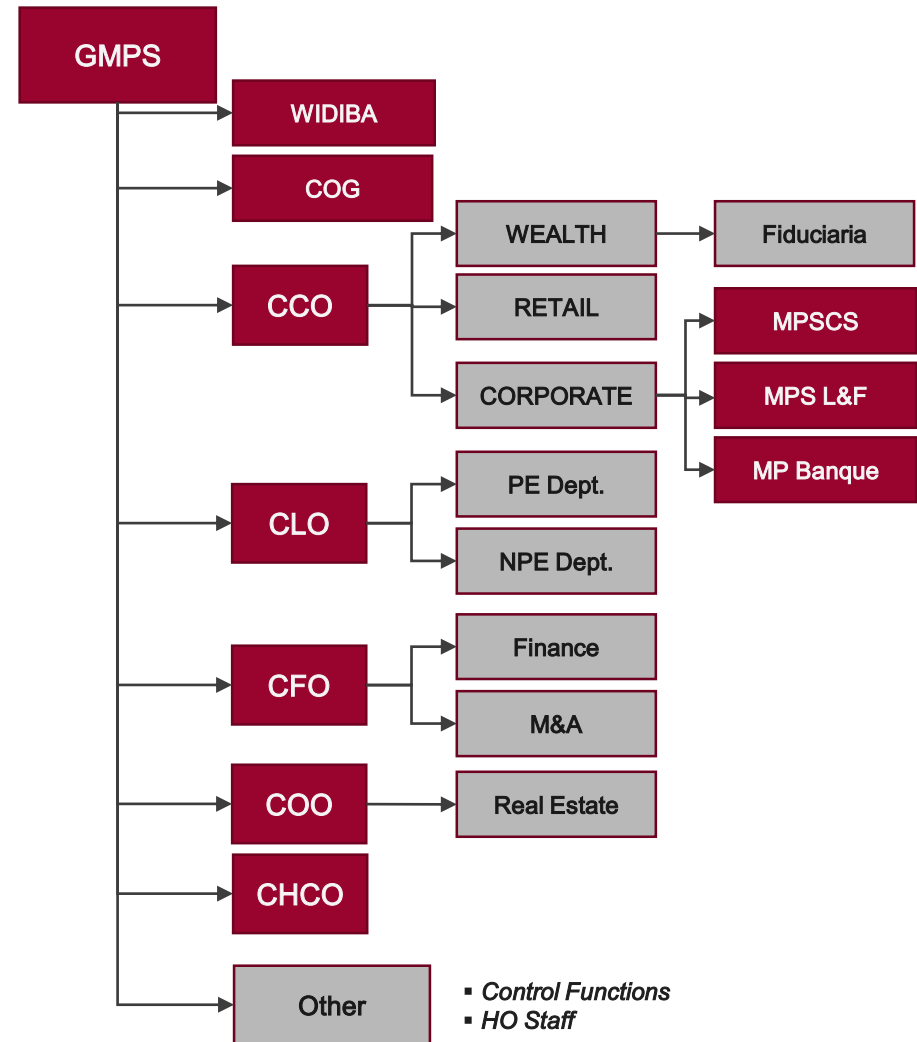 GMPS
WIDIBA
COG
WEALTH
Fiduciaria
CCO
RETAIL
MPSCS
CORPORATE
MPS L&F
MP Banque
PE Dept.
CLO
NPE Dept.
Finance
CFO
M&A
COO
Real Estate
CHCO
Other
▪ Control Functions
▪ HO Staff